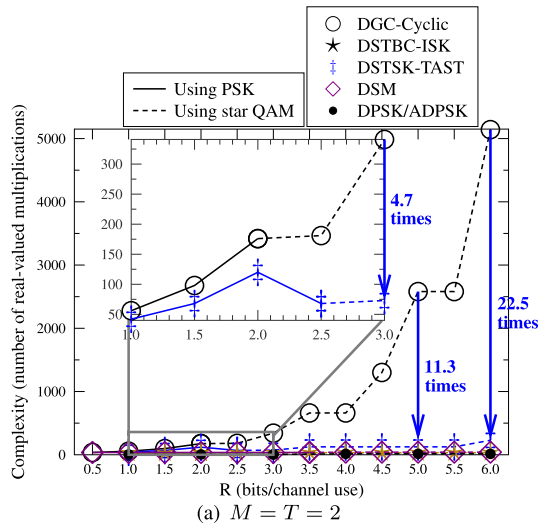 DGC-Cyclic
DSTBC-ISK
DSTSK-TAST
DSM
DPSK/ADPSK
Using PSK
Using star QAM
Complexity (number of real-valued multiplications)
5000
4000
3000
2000
1000
0
300
250
200
150
100
50
1.0 1.5 2.0 2.5 3.0
4.7
times
22.5
times
11.3
times
0.5 1.0 1.5 2.0 2.5 3.0 3.5 4.0 4.5 5.0 5.5 6.0
R (bits/channel use)
(a) M = T = 2